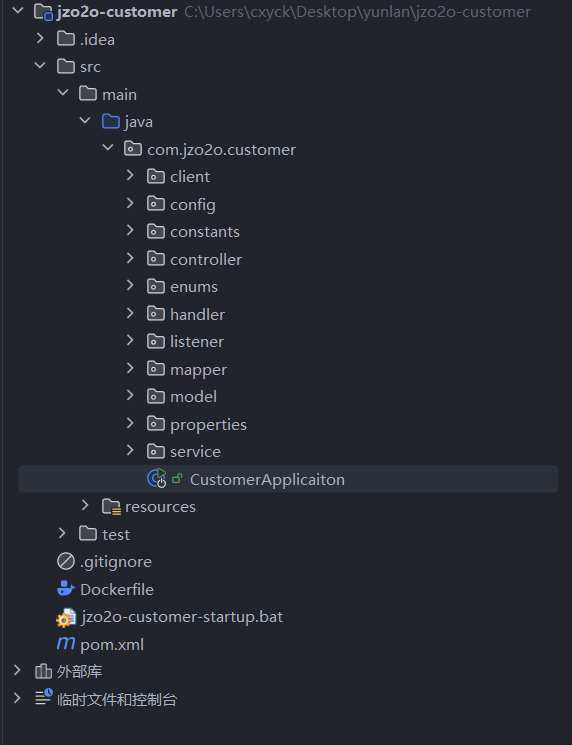 jzo2o-customer C:\Users\cxyck\Desktop\yunlan\jzo2o-customer
.idea
src
main
java
com.jzo2o.customer
client
config
constants
controller
enums
handler
listener
mapper
model
properties
service
CustomerApplicaiton
resources
test
.gitignore
Dockerfile
jzo2o-customer-startup.bat
pom.xml
外部库
临时文件和控制台